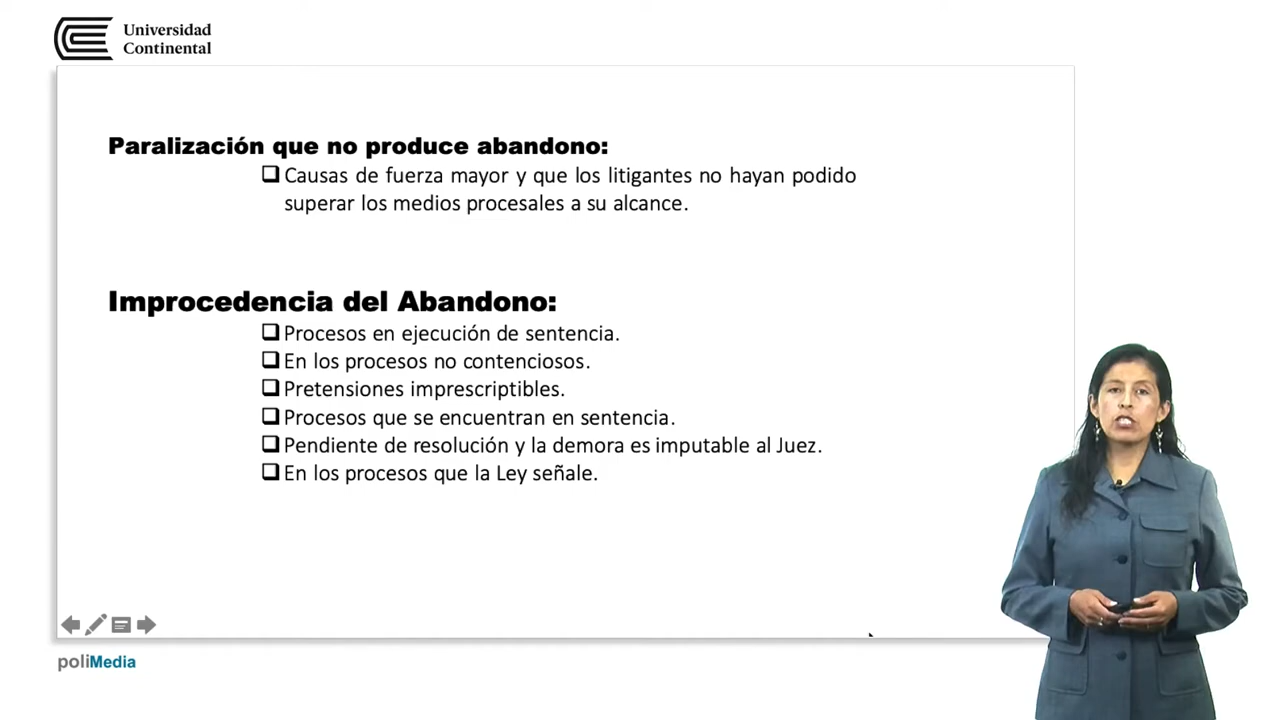 Universidad
Continental
Paralización que no produce abandono:
Causas de fuerza mayor y que los litigantes no hayan podido
superar los medios procesales a su alcance.
Improcedencia del Abandono:
Procesos en ejecución de sentencia.
En los procesos no contenciosos.
Pretensiones imprescriptibles.
Procesos que se encuentran en sentencia.
Pendiente de resolución y la demora es imputable al Juez.
En los procesos que la Ley señale.
poliMedia